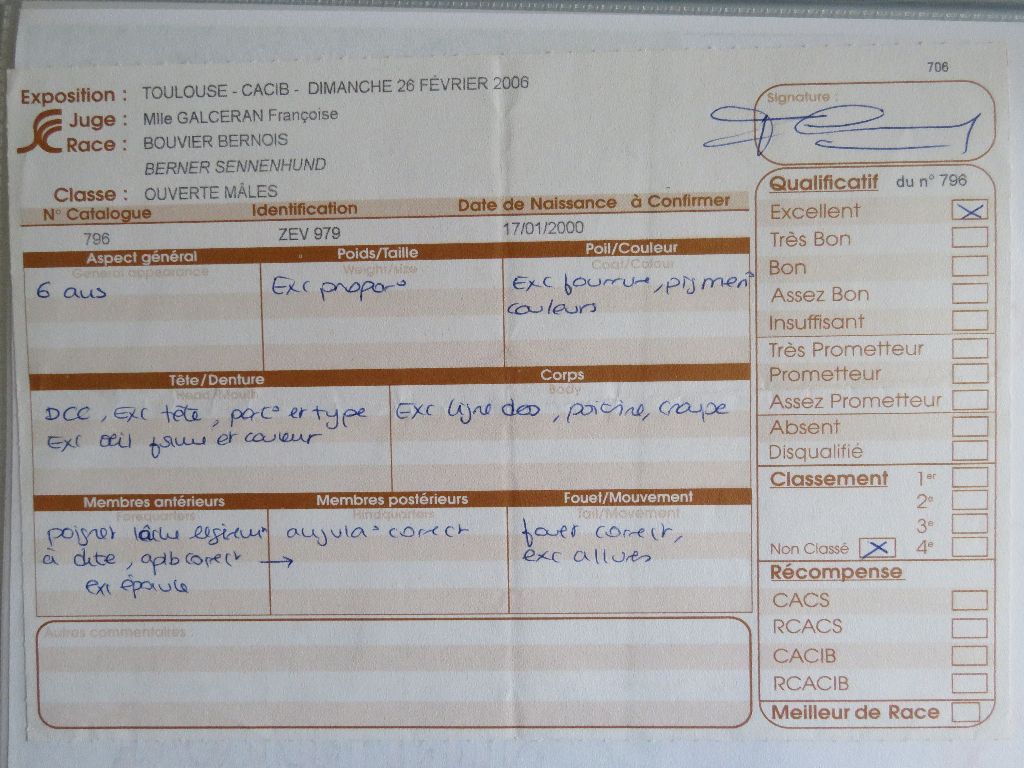 706
Exposition : TOULOUSE - CACIB - DIMANCHE 26 FÉVRIER 2006
Juge : Mlle GALCERAN Françoise
Race : BOUVIER BERNOIS
BERNER SENNENHUND
Classe : OUVERTE MÂLES
Signature :
N° Catalogue Identification Date de Naissance à Confirmer
796 ZEV 979 17/01/2000
Aspect général Poids/Taille Poil/Couleur
General appearance Weight/size Coat/Colour
6 ans Exc propor° Exc fourrure, pigment
couleurs
Tête/Denture Corps
Head/Mouth Body
DCC, Exc tête, et type Exc ligne dos, poitrine, croupe
Exc œil forme et couleur
Membres antérieurs Membres postérieurs Fouet/Mouvement
Forequarters Hindquarters Tail/Movement
poignet lâche angula° correct fouet correct,
à dte, aplb correct → exc allures
exc épaule
Autres commentaires :
Qualificatif du n° 796
Excellent X
Très Bon
Bon
Assez Bon
Insuffisant
Très Prometteur
Prometteur
Assez Prometteur
Absent
Disqualifié
Classement 1er
2e
3e
Non Classé X 4e
Récompense
CACS
RCACS
CACIB
RCACIB
Meilleur de Race